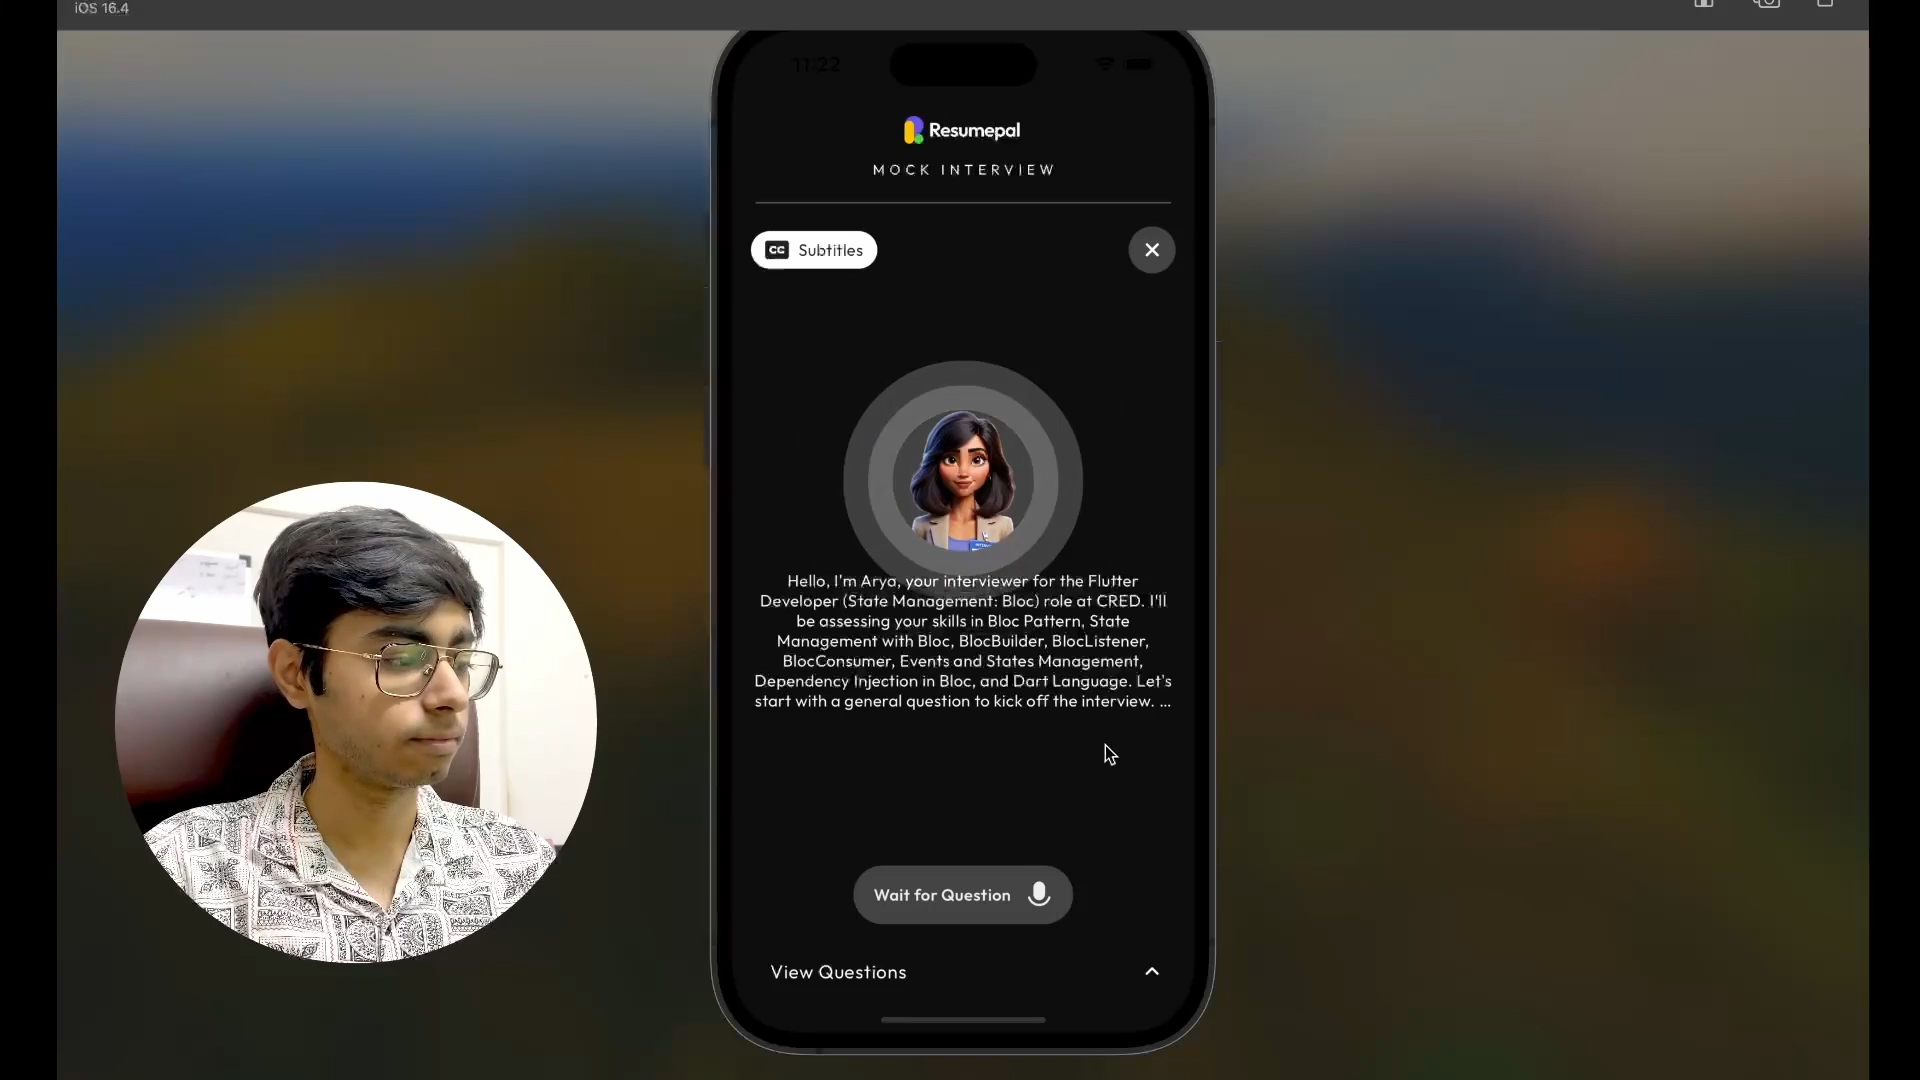 iOS 16.4
11:22
Resumepal
MOCK INTERVIEW
CC Subtitles
Hello, I'm Arya, your interviewer for the Flutter
Developer (State Management: Bloc) role at CRED. I'll
be assessing your skills in Bloc Pattern, State
Management with Bloc, BlocBuilder, BlocListener,
BlocConsumer, Events and States Management,
Dependency Injection in Bloc, and Dart Language. Let's
start with a general question to kick off the interview. ...
Wait for Question
View Questions